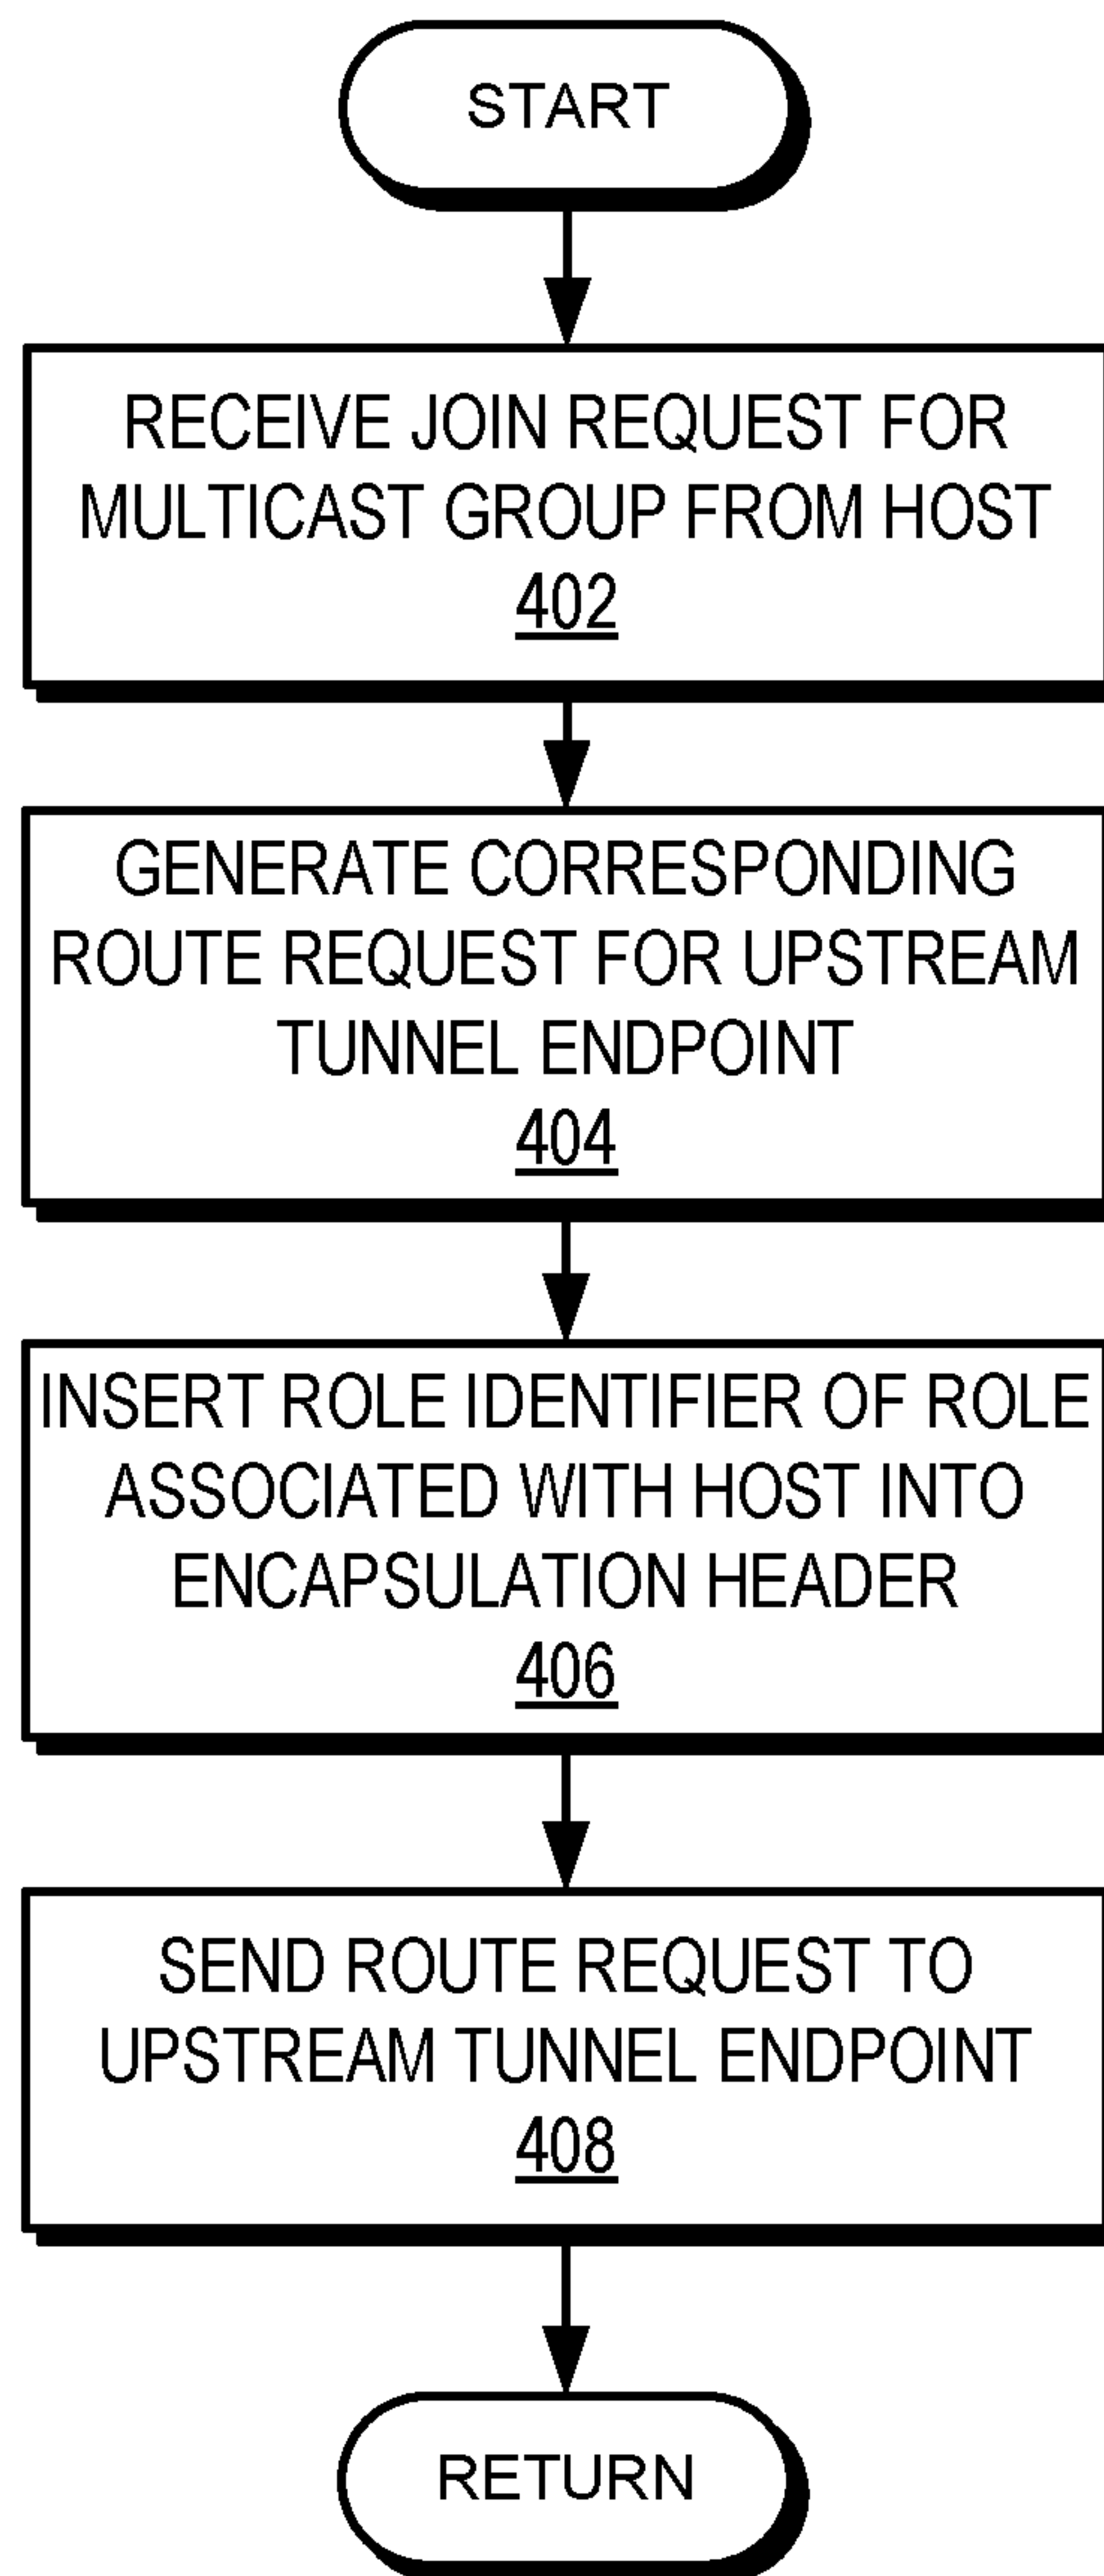 START
RECEIVE JOIN REQUEST FOR
MULTICAST GROUP FROM HOST
402
GENERATE CORRESPONDING
ROUTE REQUEST FOR UPSTREAM
TUNNEL ENDPOINT
404
INSERT ROLE IDENTIFIER OF ROLE
ASSOCIATED WITH HOST INTO
ENCAPSULATION HEADER
406
SEND ROUTE REQUEST TO
UPSTREAM TUNNEL ENDPOINT
408
RETURN